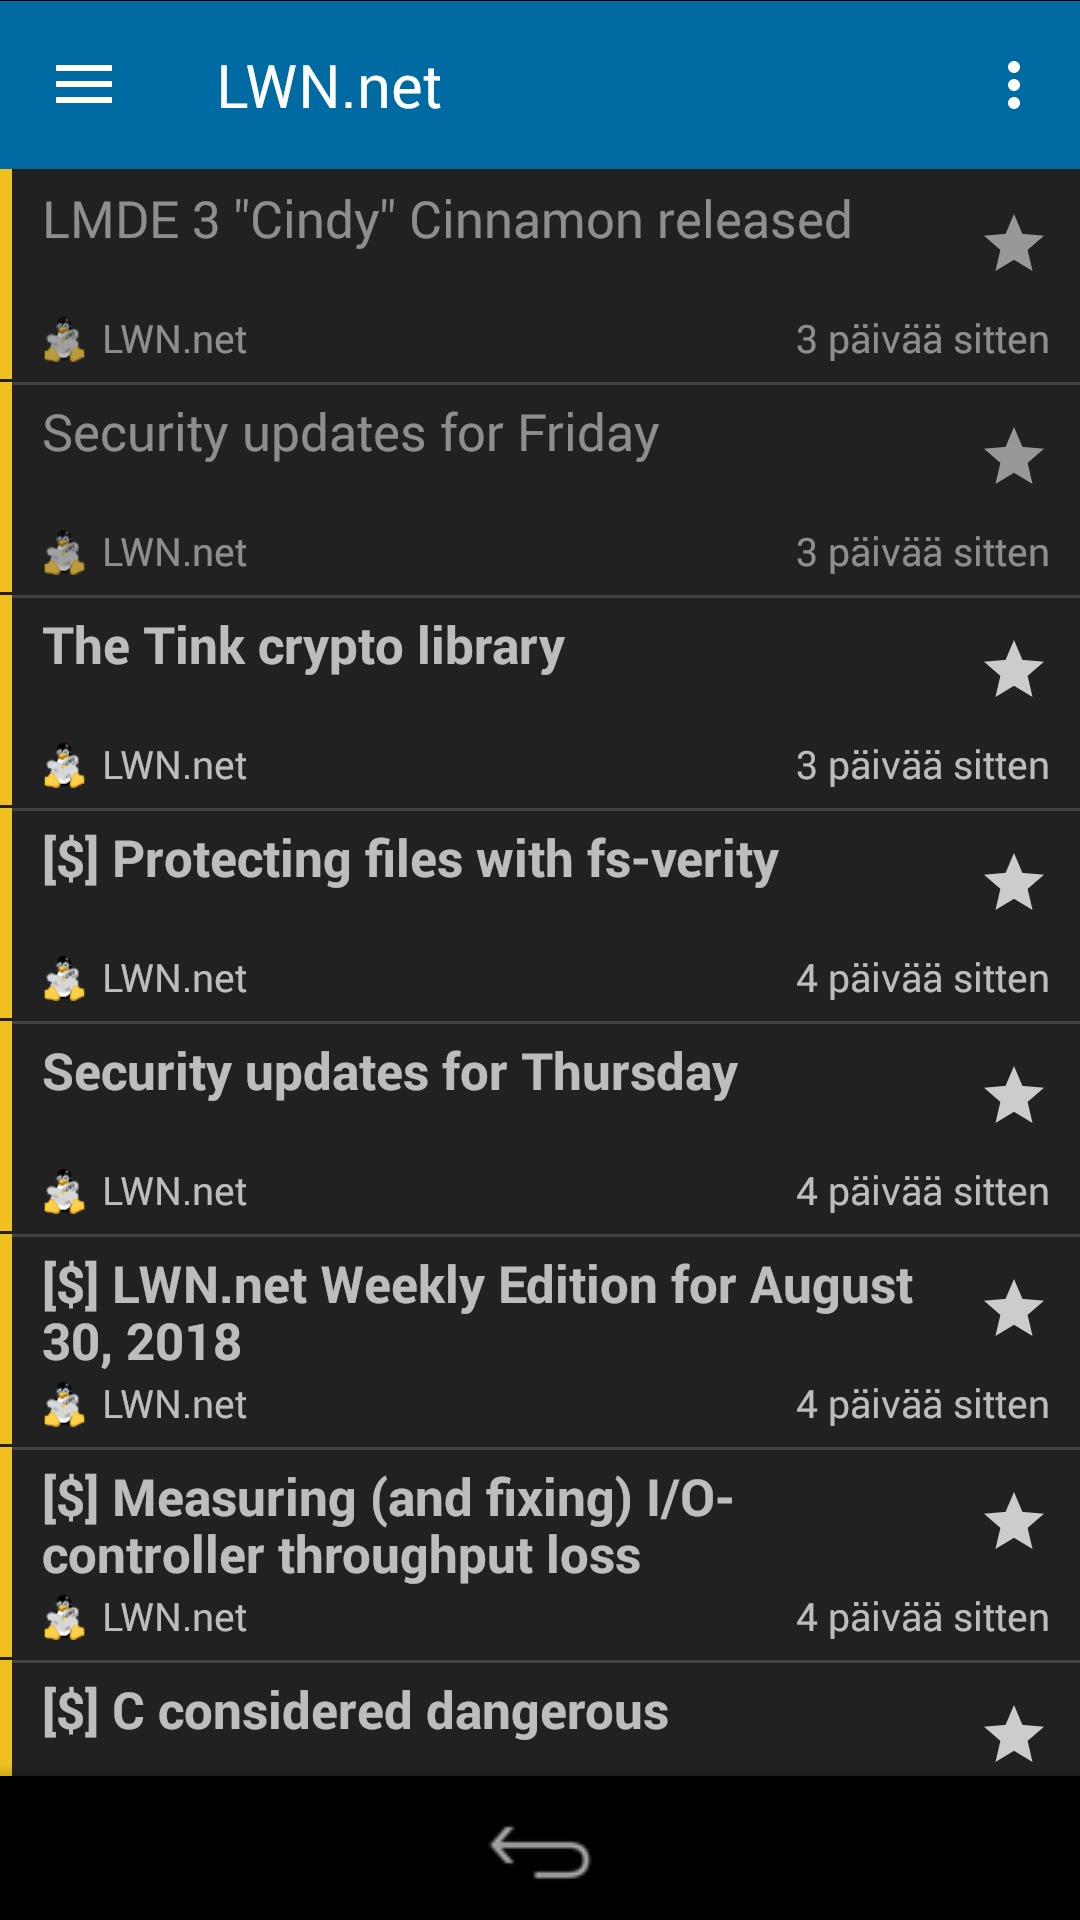 LWN.net
LMDE 3 "Cindy" Cinnamon released
LWN.net 3 päivää sitten
Security updates for Friday
LWN.net 3 päivää sitten
The Tink crypto library
LWN.net 3 päivää sitten
[$] Protecting files with fs-verity
LWN.net 4 päivää sitten
Security updates for Thursday
LWN.net 4 päivää sitten
[$] LWN.net Weekly Edition for August
30, 2018
LWN.net 4 päivää sitten
[$] Measuring (and fixing) I/O-
controller throughput loss
LWN.net 4 päivää sitten
[$] C considered dangerous